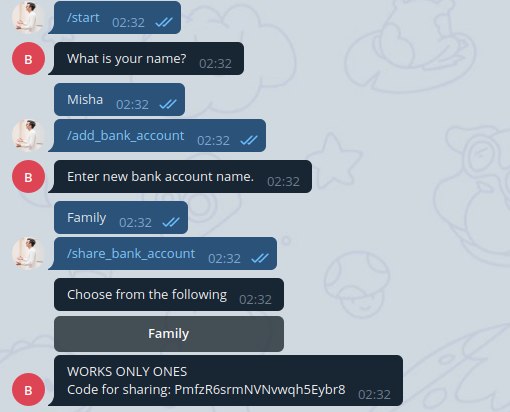 /start 02:32
B
What is your name? 02:32
Misha 02:32
/add_bank_account 02:32
B
Enter new bank account name. 02:32
Family 02:32
/share_bank_account 02:32
Choose from the following 02:32
Family
WORKS ONLY ONES
B
Code for sharing: PmfzR6srmNVNvwqh5Eybr8 02:32